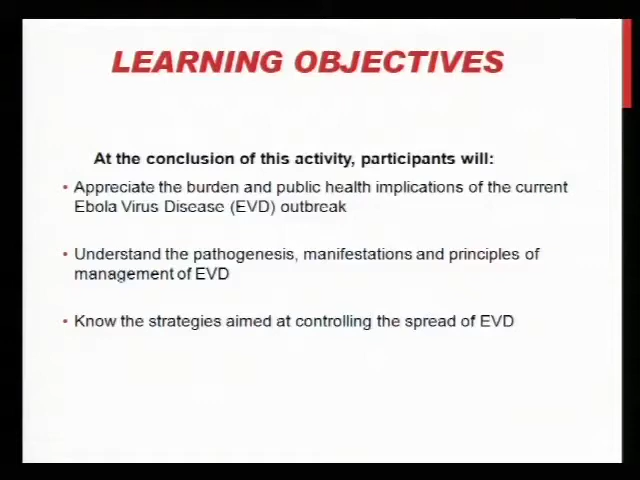 LEARNING OBJECTIVES
At the conclusion of this activity, participants will:
• Appreciate the burden and public health implications of the current
Ebola Virus Disease (EVD) outbreak
• Understand the pathogenesis, manifestations and principles of
management of EVD
• Know the strategies aimed at controlling the spread of EVD